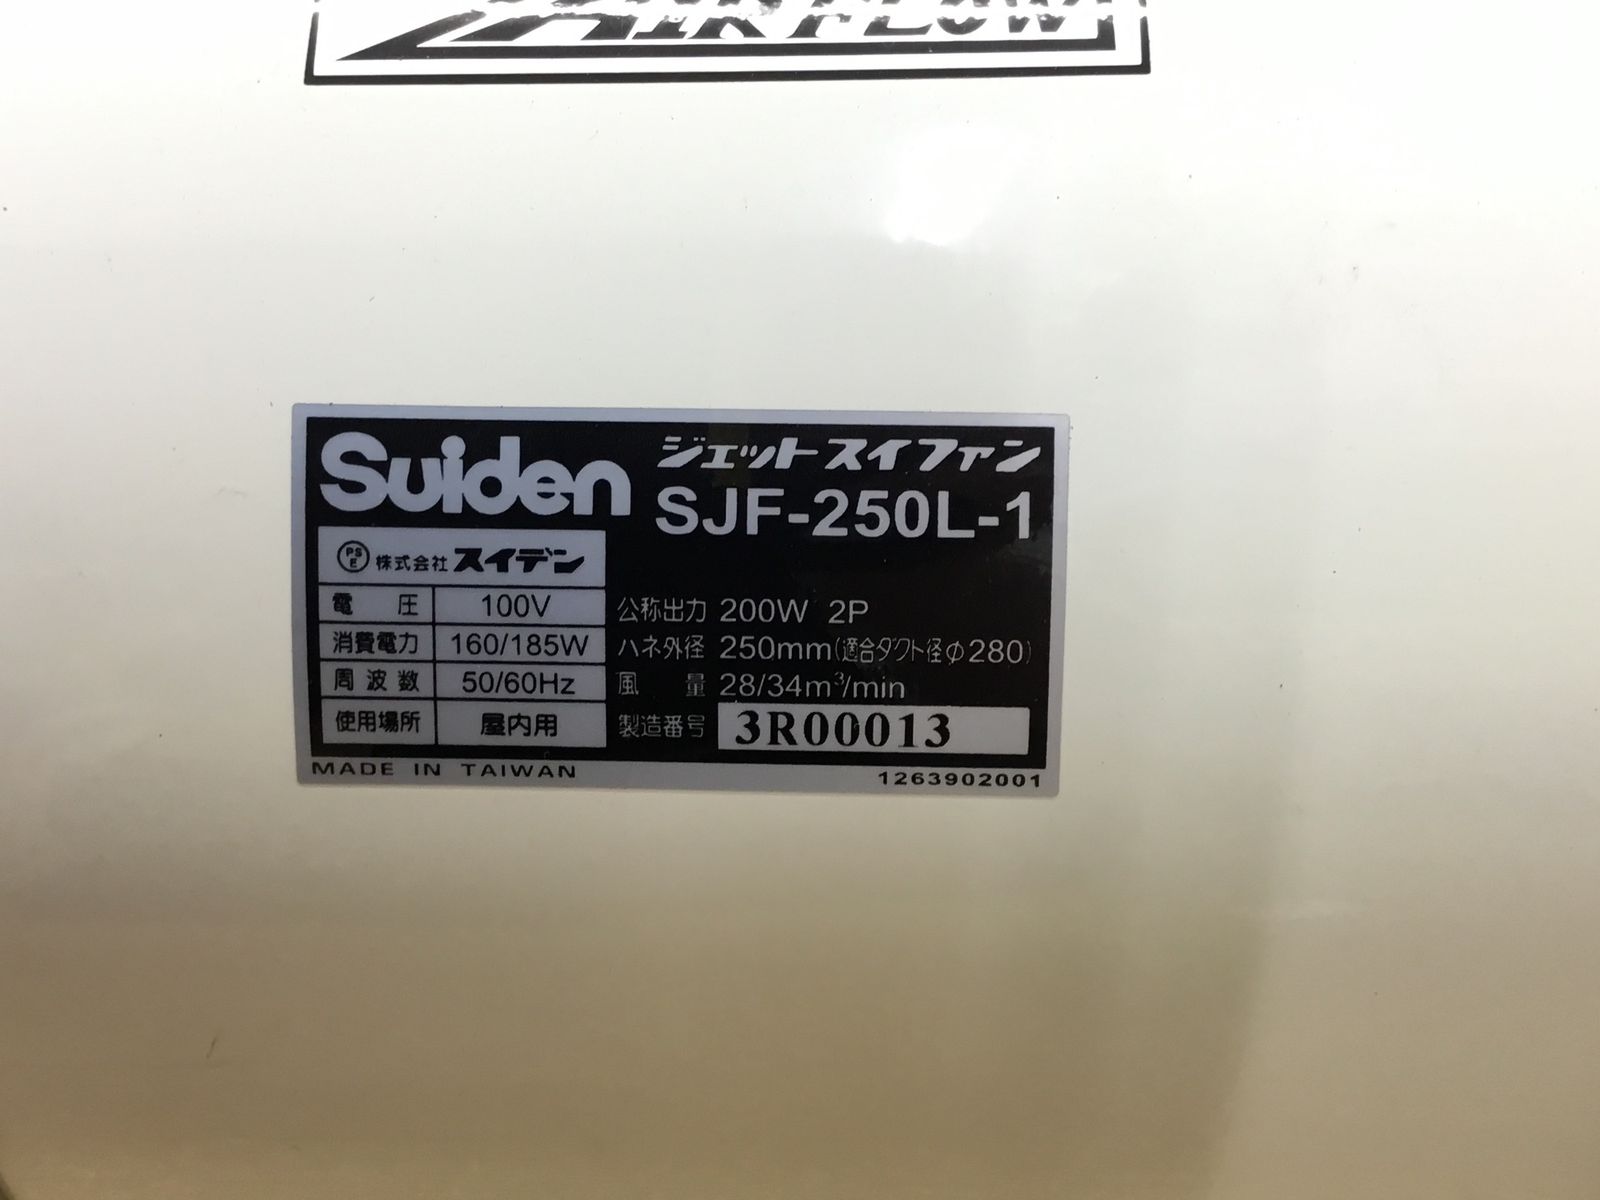 AIR FLOW
Suiden
ジェットスイファン
SJF-250L-1
PSE 株式会社 スイデン
電圧 100V
消費電力 160/185W
周波数 50/60Hz
使用場所 屋内用
公称出力 200W 2P
ハネ外径 250mm(適合ダクト径φ280)
風量 28/34m³/min
製造番号 3R00013
MADE IN TAIWAN
1263902001